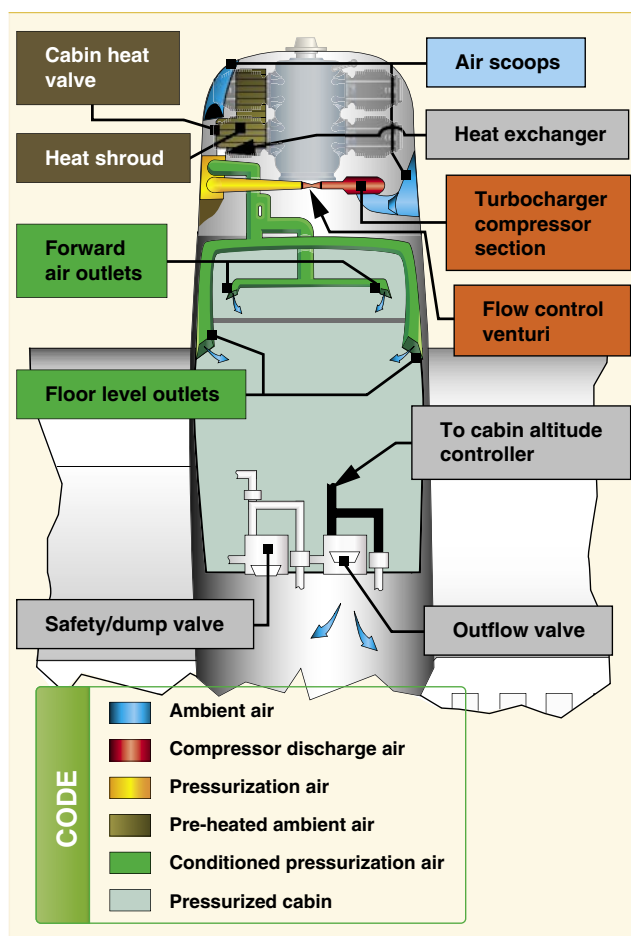 Cabin heat
valve
Air scoops
Heat exchanger
Heat shroud
Turbocharger
compressor
section
Forward
air outlets
Flow control
venturi
Floor level outlets
To cabin altitude
controller
Safety/dump valve
Outflow valve
CODE
Ambient air
Compressor discharge air
Pressurization air
Pre-heated ambient air
Conditioned pressurization air
Pressurized cabin